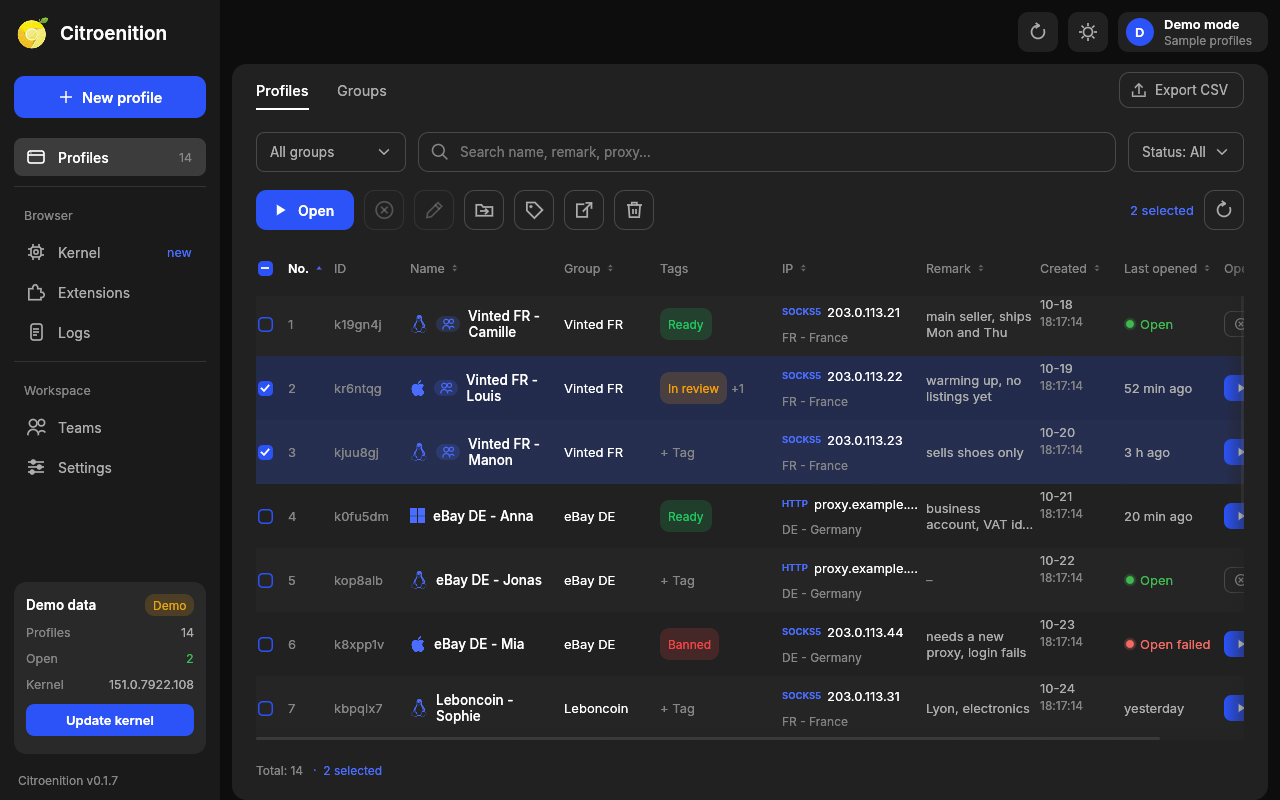 Citroenition
Demo mode
D
Sample profiles
+ New profile
Profiles 14
Browser
Kernel new
Extensions
Logs
Workspace
Teams
Settings
Demo data Demo
Profiles 14
Open 2
Kernel 151.0.7922.108
Update kernel
Citroenition v0.1.7
Profiles Groups
Export CSV
All groups
Search name, remark, proxy...
Status: All
Open
2 selected
No. ID Name Group Tags IP Remark Created Last opened Ope
1 k19gn4j Vinted FR - Camille Vinted FR Ready SOCKS5 203.0.113.21 FR - France main seller, ships Mon and Thu 10-18 18:17:14 Open
2 kr6ntqg Vinted FR - Louis Vinted FR In review +1 SOCKS5 203.0.113.22 FR - France warming up, no listings yet 10-19 18:17:14 52 min ago
3 kjuu8gj Vinted FR - Manon Vinted FR + Tag SOCKS5 203.0.113.23 FR - France sells shoes only 10-20 18:17:14 3 h ago
4 k0fu5dm eBay DE - Anna eBay DE Ready HTTP proxy.example.... DE - Germany business account, VAT id... 10-21 18:17:14 20 min ago
5 kop8alb eBay DE - Jonas eBay DE + Tag HTTP proxy.example.... DE - Germany – 10-22 18:17:14 Open
6 k8xpp1v eBay DE - Mia eBay DE Banned SOCKS5 203.0.113.44 DE - Germany needs a new proxy, login fails 10-23 18:17:14 Open failed
7 kbpqlx7 Leboncoin - Sophie Leboncoin + Tag SOCKS5 203.0.113.31 FR - France Lyon, electronics 10-24 18:17:14 yesterday
Total: 14 · 2 selected